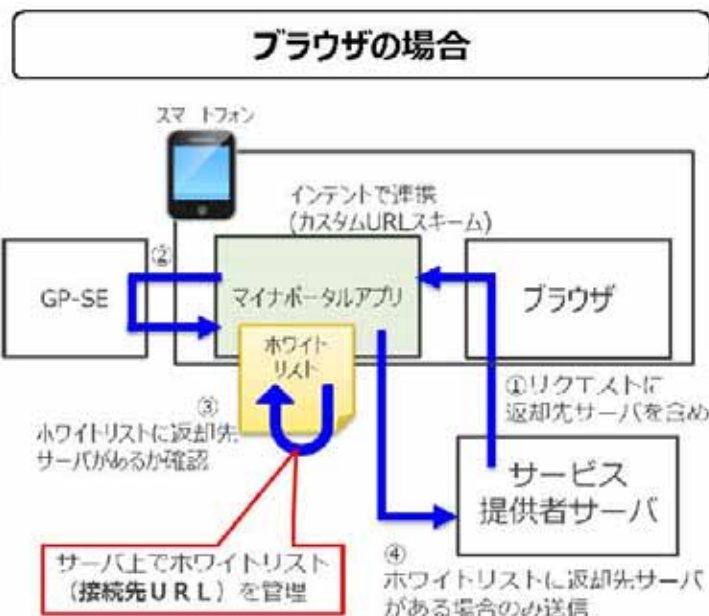 ブラウザの場合
スマートフォン
インテントで連携
(カスタムURLスキーム)
②
GP-SE
マイナポータルアプリ
ブラウザ
ホワイト
リスト
①リクエストに
返却先サーバを含め
③
ホワイトリストに返却先
サーバがあるか確認
サービス
提供者サーバ
サーバ上でホワイトリスト
(接続先URL)を管理
④
ホワイトリストに返却先サーバ
がある場合のみ送信